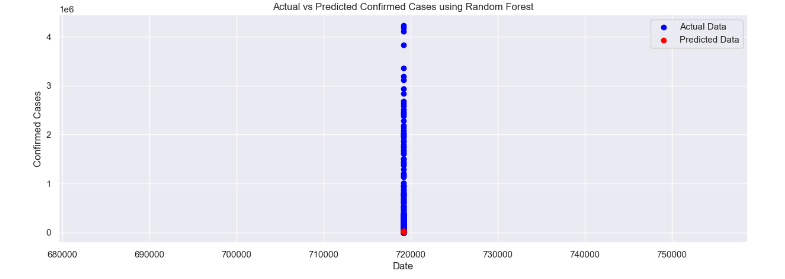 Actual vs Predicted Confirmed Cases using Random Forest
1e6
Actual Data
Predicted Data
4
3
2
1
0
Confirmed Cases
680000 690000 700000 710000 720000 730000 740000 750000
Date